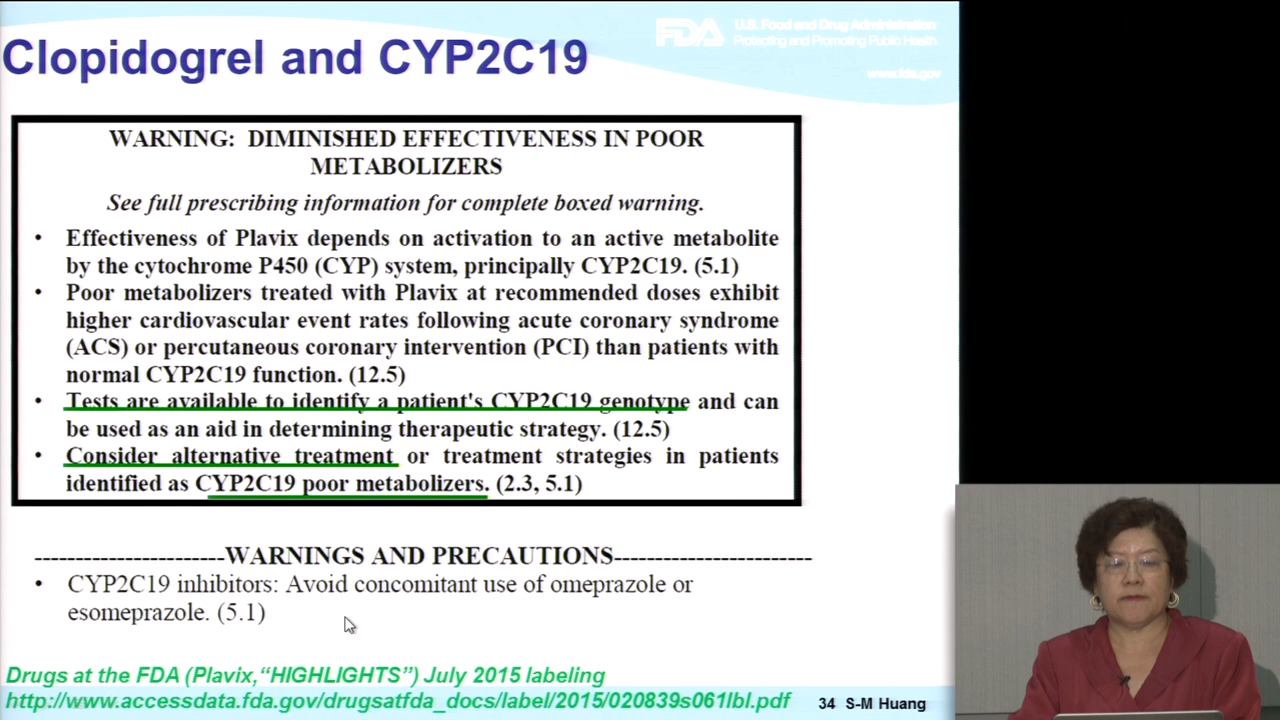 FDA U.S. Food and Drug Administration
Protecting and Promoting Public Health
www.fda.gov
Clopidogrel and CYP2C19
WARNING: DIMINISHED EFFECTIVENESS IN POOR
METABOLIZERS
See full prescribing information for complete boxed warning.
• Effectiveness of Plavix depends on activation to an active metabolite
by the cytochrome P450 (CYP) system, principally CYP2C19. (5.1)
• Poor metabolizers treated with Plavix at recommended doses exhibit
higher cardiovascular event rates following acute coronary syndrome
(ACS) or percutaneous coronary intervention (PCI) than patients with
normal CYP2C19 function. (12.5)
• Tests are available to identify a patient's CYP2C19 genotype and can
be used as an aid in determining therapeutic strategy. (12.5)
• Consider alternative treatment or treatment strategies in patients
identified as CYP2C19 poor metabolizers. (2.3, 5.1)
-----------------------WARNINGS AND PRECAUTIONS------------------------
• CYP2C19 inhibitors: Avoid concomitant use of omeprazole or
esomeprazole. (5.1)
Drugs at the FDA (Plavix,“HIGHLIGHTS”) July 2015 labeling
http://www.accessdata.fda.gov/drugsatfda_docs/label/2015/020839s061lbl.pdf
34 S-M Huang